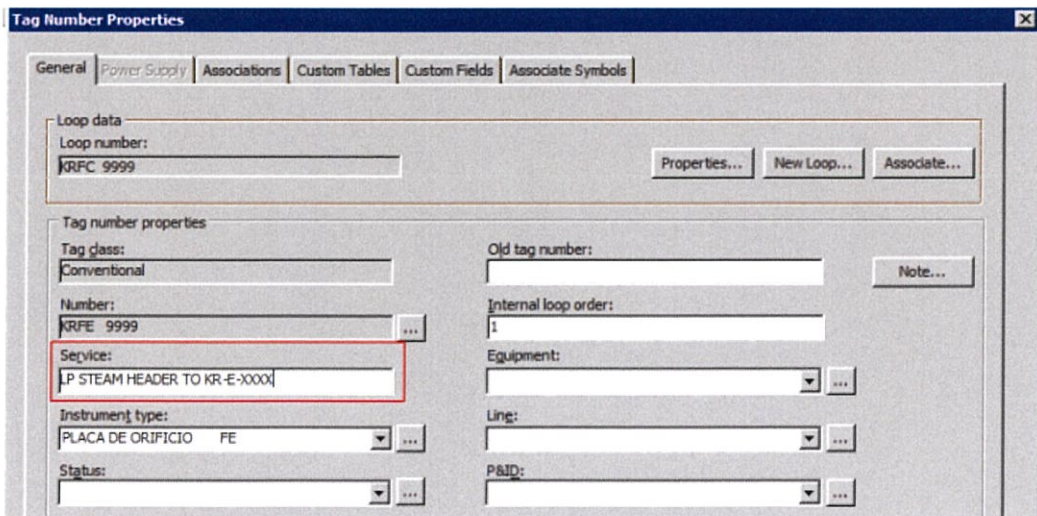 Tag Number Properties
General Power Supply Associations Custom Tables Custom Fields Associate Symbols
Loop data
Loop number:
KRFC 9999
Properties... New Loop... Associate...
Tag number properties
Tag class: Old tag number:
Conventional
Note...
Number: Internal loop order:
KRFE 9999 ... 1
Service: Equipment:
LP STEAM HEADER TO KR-E-XXXX ...
Instrument type: Line:
PLACA DE ORIFICIO FE ... ...
Status: P&ID:
... ...